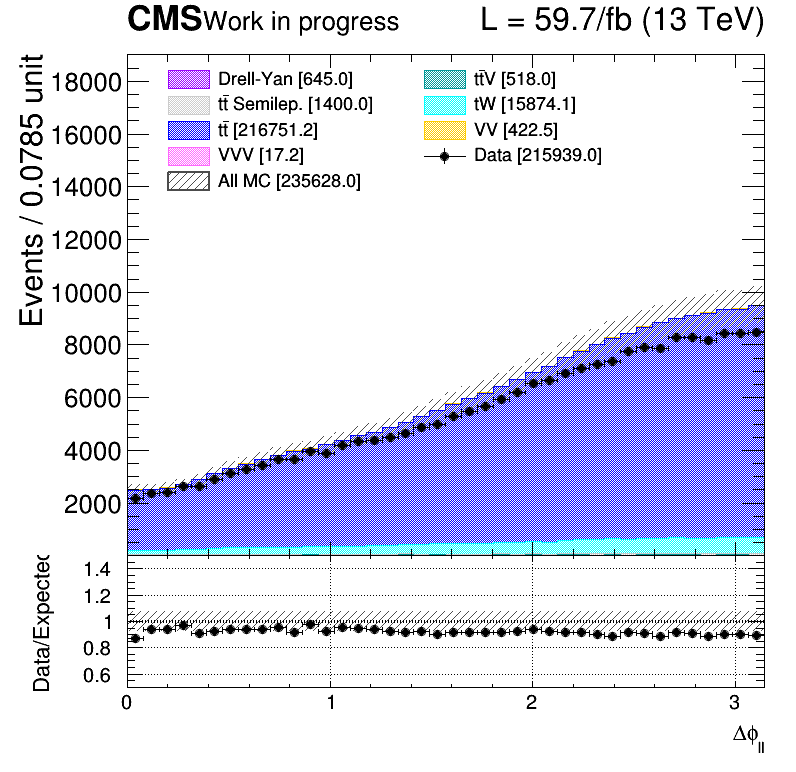 CMS Work in progress L = 59.7/fb (13 TeV)
Events / 0.0785 unit
18000
16000
14000
12000
10000
8000
6000
4000
2000
Drell-Yan [645.0]
tt̄ Semilep. [1400.0]
tt̄ [216751.2]
VVV [17.2]
All MC [235628.0]
tt̄V [518.0]
tW [15874.1]
VV [422.5]
Data [215939.0]
Data/Expected
1.4
1.2
1
0.8
0.6
0 1 2 3
Δϕll